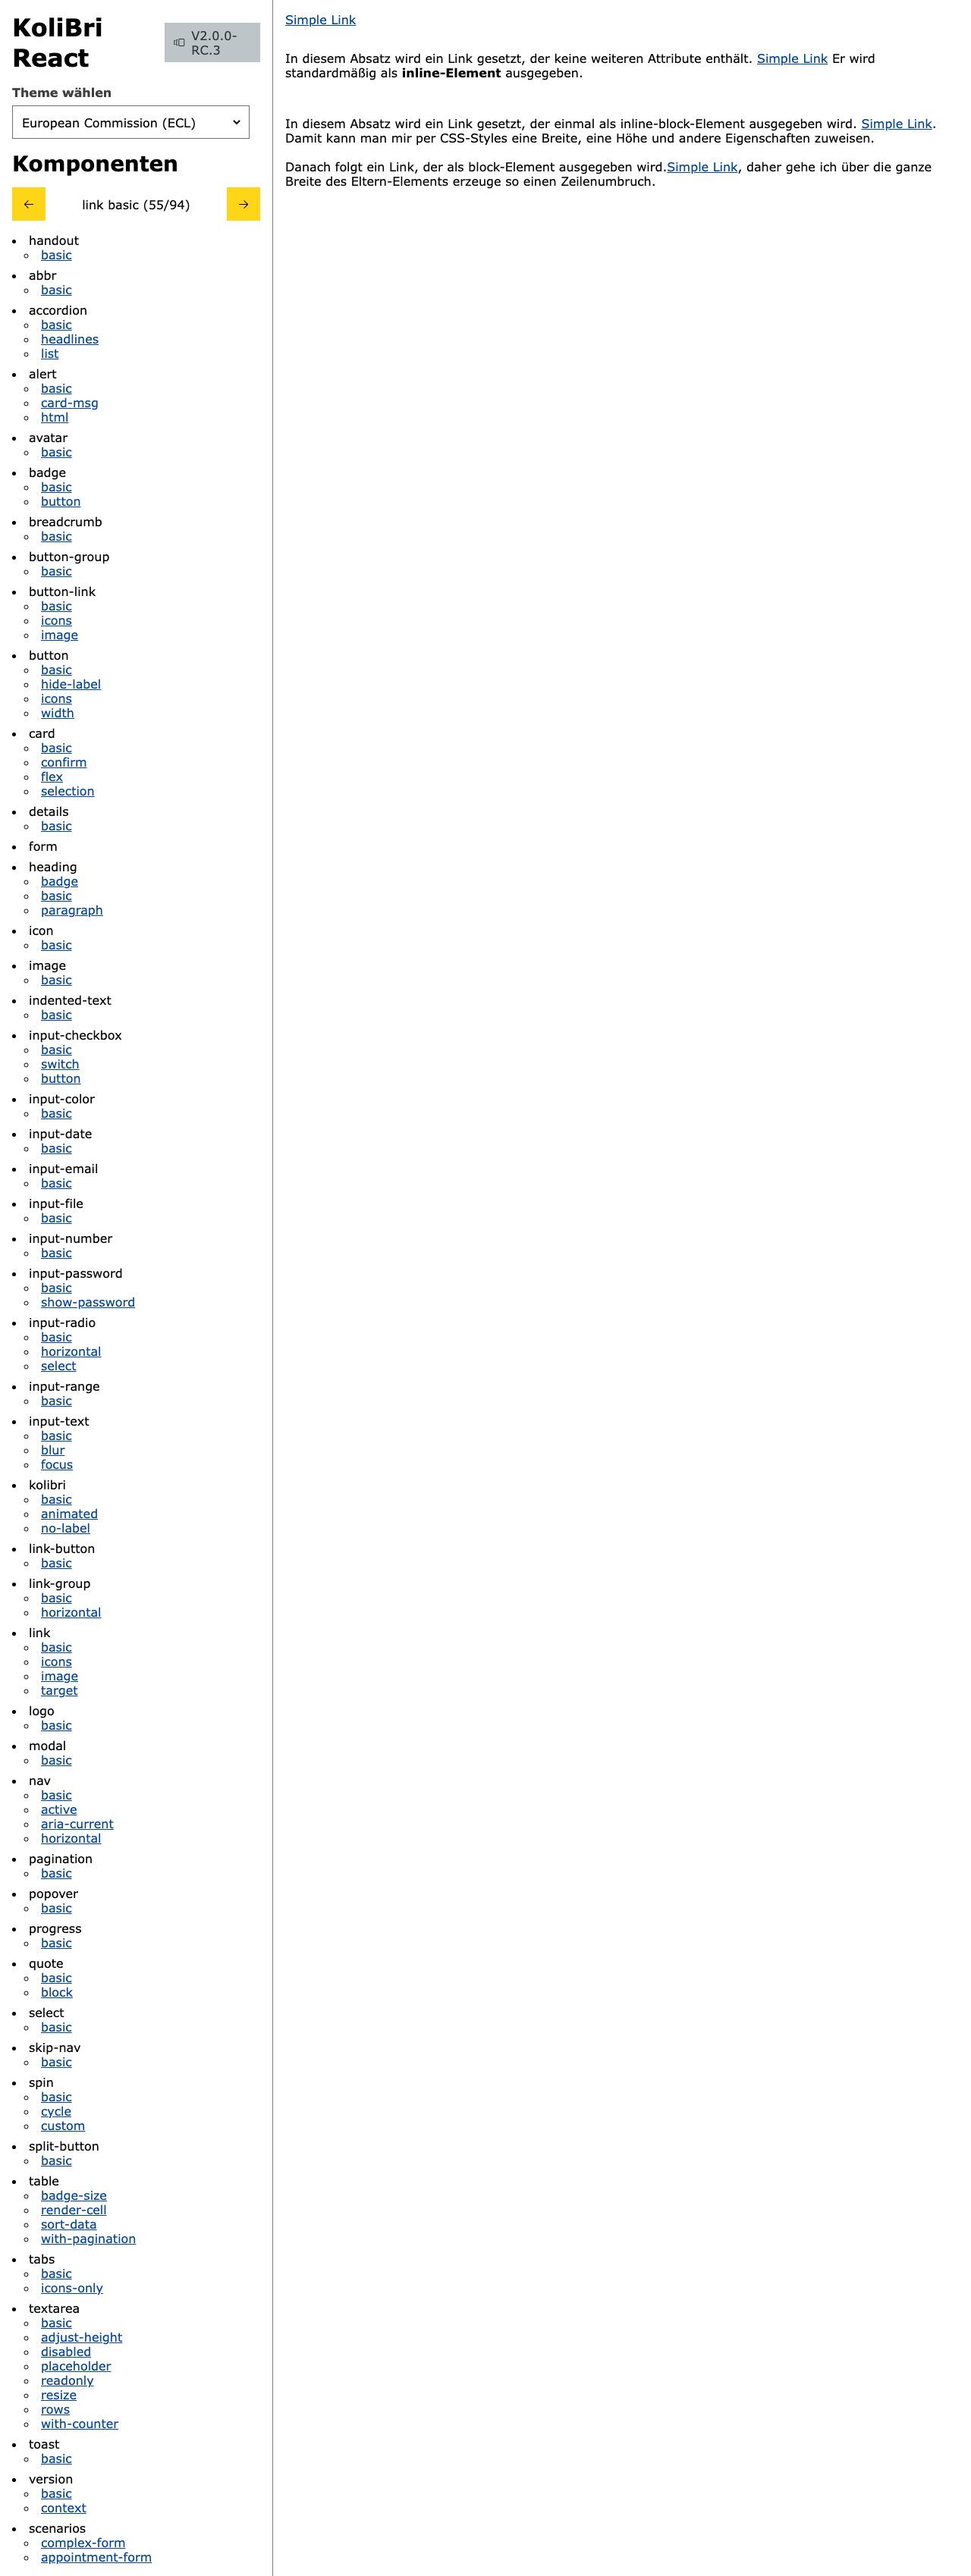 KoliBri
React
V2.0.0-
RC.3
Theme wählen
European Commission (ECL)
Komponenten
link basic (55/94)
handout
basic
abbr
basic
accordion
basic
headlines
list
alert
basic
card-msg
html
avatar
basic
badge
basic
button
breadcrumb
basic
button-group
basic
button-link
basic
icons
image
button
basic
hide-label
icons
width
card
basic
confirm
flex
selection
details
basic
form
heading
badge
basic
paragraph
icon
basic
image
basic
indented-text
basic
input-checkbox
basic
switch
button
input-color
basic
input-date
basic
input-email
basic
input-file
basic
input-number
basic
input-password
basic
show-password
input-radio
basic
horizontal
select
input-range
basic
input-text
basic
blur
focus
kolibri
basic
animated
no-label
link-button
basic
link-group
basic
horizontal
link
basic
icons
image
target
logo
basic
modal
basic
nav
basic
active
aria-current
horizontal
pagination
basic
popover
basic
progress
basic
quote
basic
block
select
basic
skip-nav
basic
spin
basic
cycle
custom
split-button
basic
table
badge-size
render-cell
sort-data
with-pagination
tabs
basic
icons-only
textarea
basic
adjust-height
disabled
placeholder
readonly
resize
rows
with-counter
toast
basic
version
basic
context
scenarios
complex-form
appointment-form
Simple Link
In diesem Absatz wird ein Link gesetzt, der keine weiteren Attribute enthält. Simple Link Er wird
standardmäßig als inline-Element ausgegeben.
In diesem Absatz wird ein Link gesetzt, der einmal als inline-block-Element ausgegeben wird. Simple Link.
Damit kann man mir per CSS-Styles eine Breite, eine Höhe und andere Eigenschaften zuweisen.
Danach folgt ein Link, der als block-Element ausgegeben wird.Simple Link, daher gehe ich über die ganze
Breite des Eltern-Elements erzeuge so einen Zeilenumbruch.